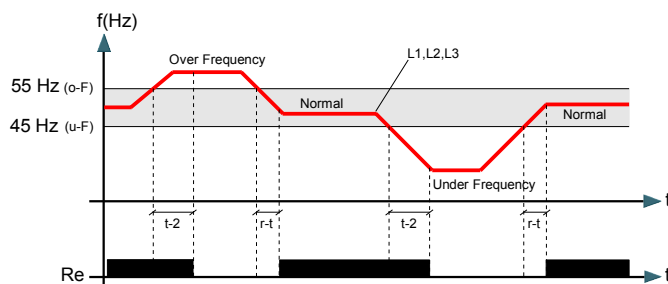 f(Hz)
Over Frequency
L1,L2,L3
55 Hz (o-F)
Normal
Normal
45 Hz (u-F)
Under Frequency
t
t-2
r-t
t-2
r-t
Re
t